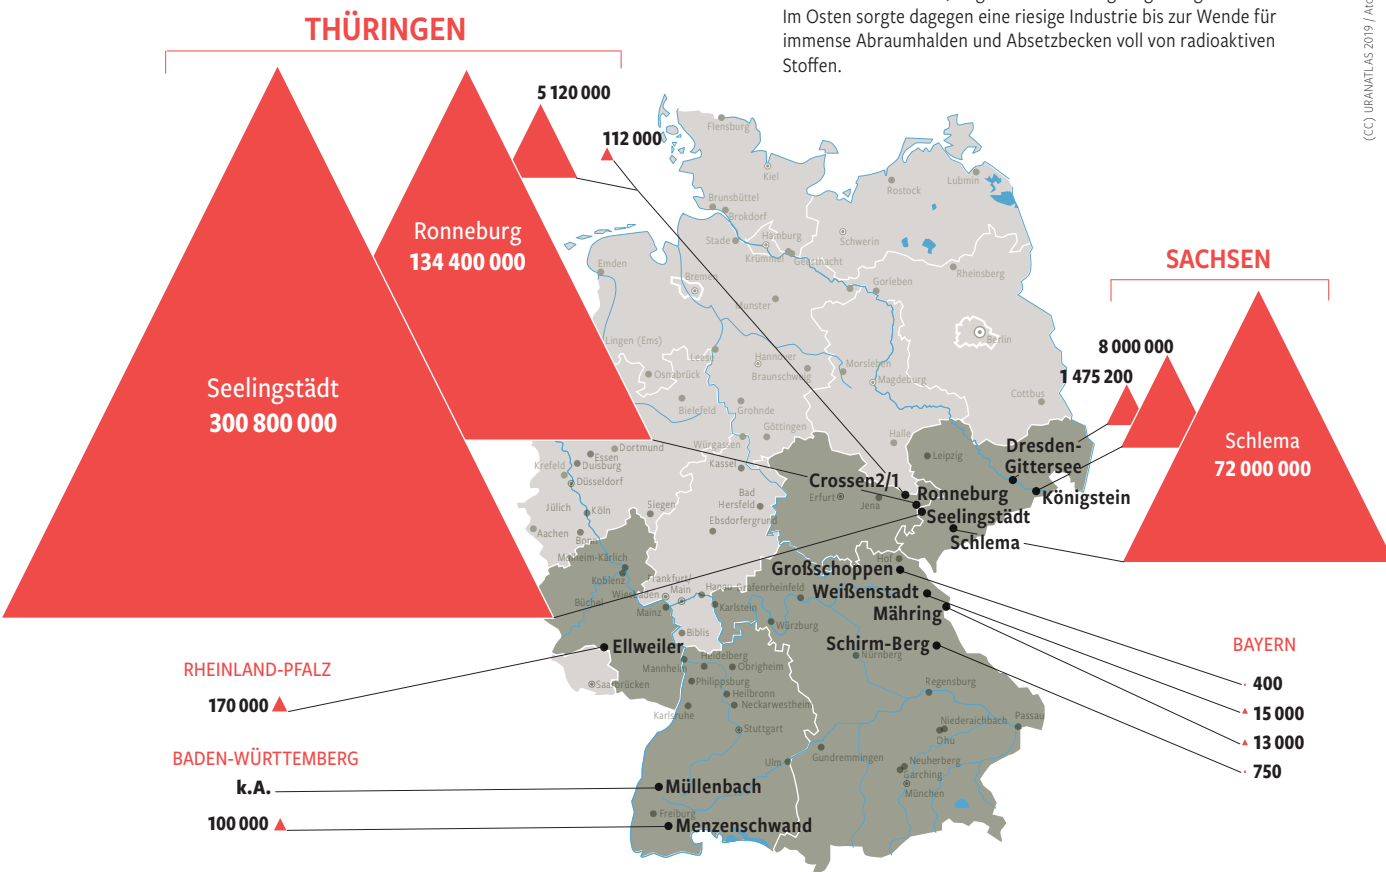 Im Osten sorgte dagegen eine riesige Industrie bis zur Wende für
immense Abraumhalden und Absetzbecken voll von radioaktiven
Stoffen.
(CC) URANATLAS 2019 /
THÜRINGEN
5 120 000
112 000
Ronneburg
134 400 000
Seelingstädt
300 800 000
SACHSEN
8 000 000
1 475 200
Schlema
72 000 000
Flensburg
Kiel
Rostock
Lubmin
Brunsbüttel
Brokdorf
Stade
Hamburg
Schwerin
Krümmel
Geesthacht
Emden
Bremen
Gorleben
Rheinsberg
Munster
Berlin
Lingen (Ems)
Leese
Hannover
Braunschweig
Morsleben
Magdeburg
Osnabrück
Bielefeld
Grohnde
Cottbus
Göttingen
Würgassen
Halle
Dortmund
Essen
Krefeld
Duisburg
Düsseldorf
Kassel
Leipzig
Dresden-
Gittersee
Königstein
Crossen2/1
Erfurt
Jena
Ronneburg
Seelingstädt
Schlema
Bad
Hersfeld
Ebsdorfergrund
Siegen
Jülich
Köln
Aachen
Bonn
Mülheim-Kärlich
Koblenz
Büchel
Wiesbaden
Frankfurt/
Main
Hanau
Grafenrheinfeld
Mainz
Karlstein
Hof
Großschoppen
Weißenstadt
Mähring
Würzburg
Biblis
Ellweiler
Schirm-Berg
Nürnberg
Heidelberg
Mannheim
Obrigheim
Saarbrücken
Philippsburg
Heilbronn
Neckarwestheim
Karlsruhe
Stuttgart
Regensburg
Niederaichbach
Ohu
Passau
Gundremmingen
Ulm
Neuherberg
Garching
München
Müllenbach
Freiburg
Menzenschwand
RHEINLAND-PFALZ
170 000
BADEN-WÜRTTEMBERG
k.A.
100 000
BAYERN
400
15 000
13 000
750